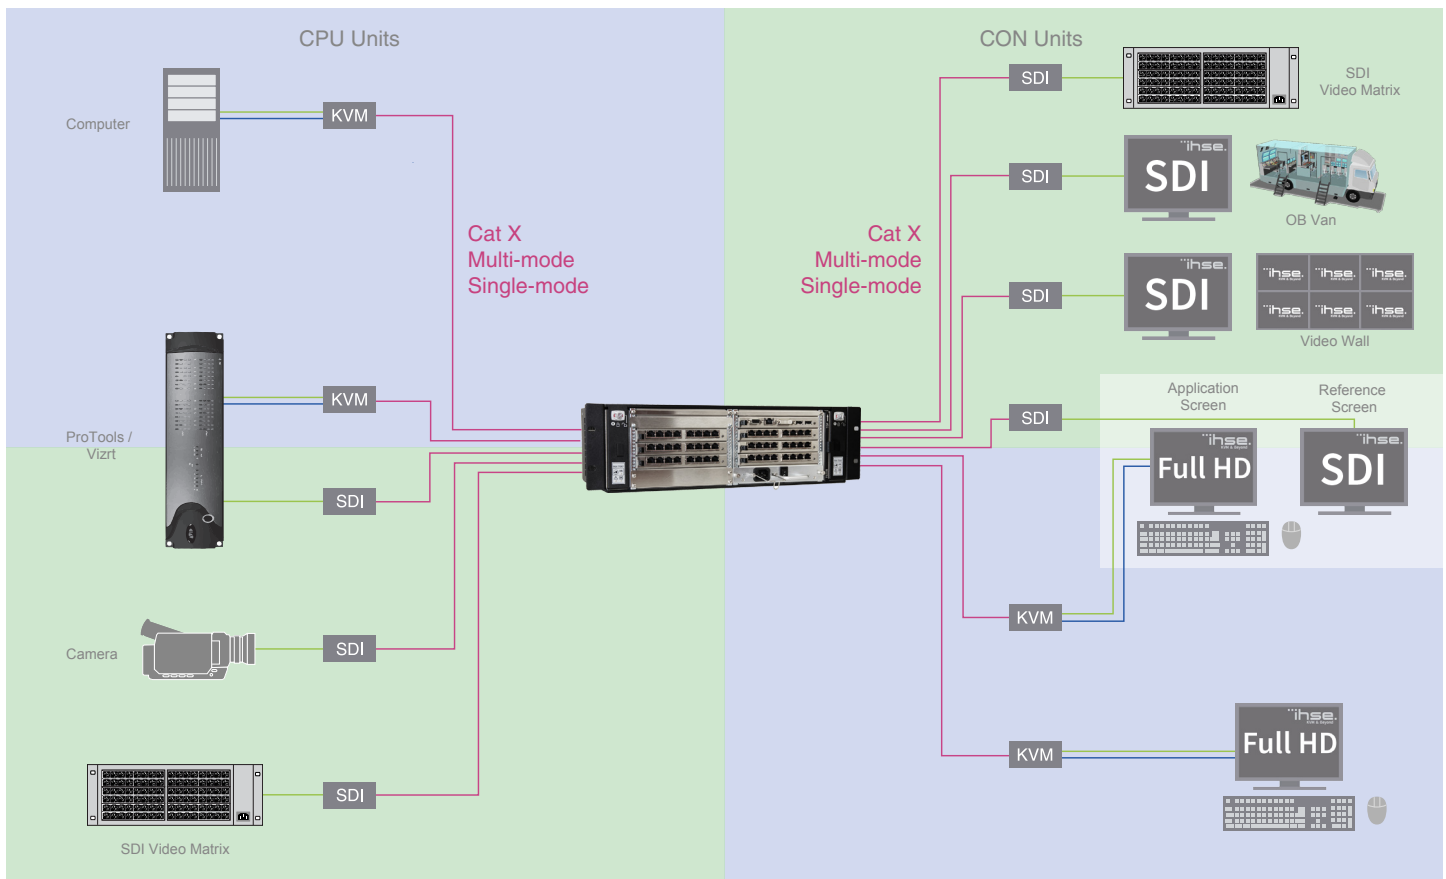 CPU Units
Computer
KVM
Cat X
Multi-mode
Single-mode
ProTools /
Vizrt
KVM
SDI
Camera
SDI
SDI
SDI Video Matrix
CON Units
SDI
SDI
Video Matrix
SDI
ihse.
SDI
OB Van
Cat X
Multi-mode
Single-mode
SDI
ihse.
SDI
ihse. ihse. ihse.
ihse. ihse. ihse.
Video Wall
Application
Screen
Reference
Screen
SDI
ihse.
Full HD
ihse.
SDI
KVM
KVM
ihse.
Full HD